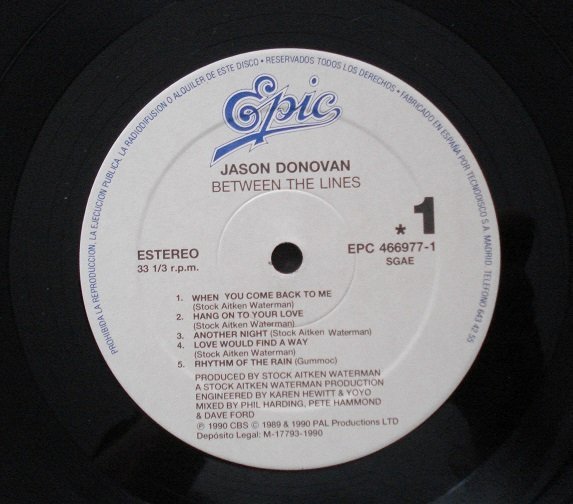 PROHIBIDA LA REPRODUCCION, LA EJECUCION PUBLICA, LA RADIODIFUSION O ALQUILER DE ESTE DISCO • RESERVADOS TODOS LOS DERECHOS • FABRICADO EN ESPAÑA POR TECNODISCO S.A. MADRID. TELEFONO 643 42 55
Epic
JASON DONOVAN
BETWEEN THE LINES
* 1
ESTEREO
33 1/3 r.p.m.
EPC 466977-1
SGAE
1. WHEN YOU COME BACK TO ME
(Stock Aitken Waterman)
2. HANG ON TO YOUR LOVE
(Stock Aitken Waterman)
3. ANOTHER NIGHT (Stock Aitken Waterman)
4. LOVE WOULD FIND A WAY
(Stock Aitken Waterman)
5. RHYTHM OF THE RAIN (Gummoc)
PRODUCED BY STOCK AITKEN WATERMAN
A STOCK AITKEN WATERMAN PRODUCTION
ENGINEERED BY KAREN HEWITT & YOYO
MIXED BY PHIL HARDING, PETE HAMMOND
& DAVE FORD
℗ 1990 CBS © 1989 & 1990 PAL Productions LTD
Depósito Legal: M-17793-1990